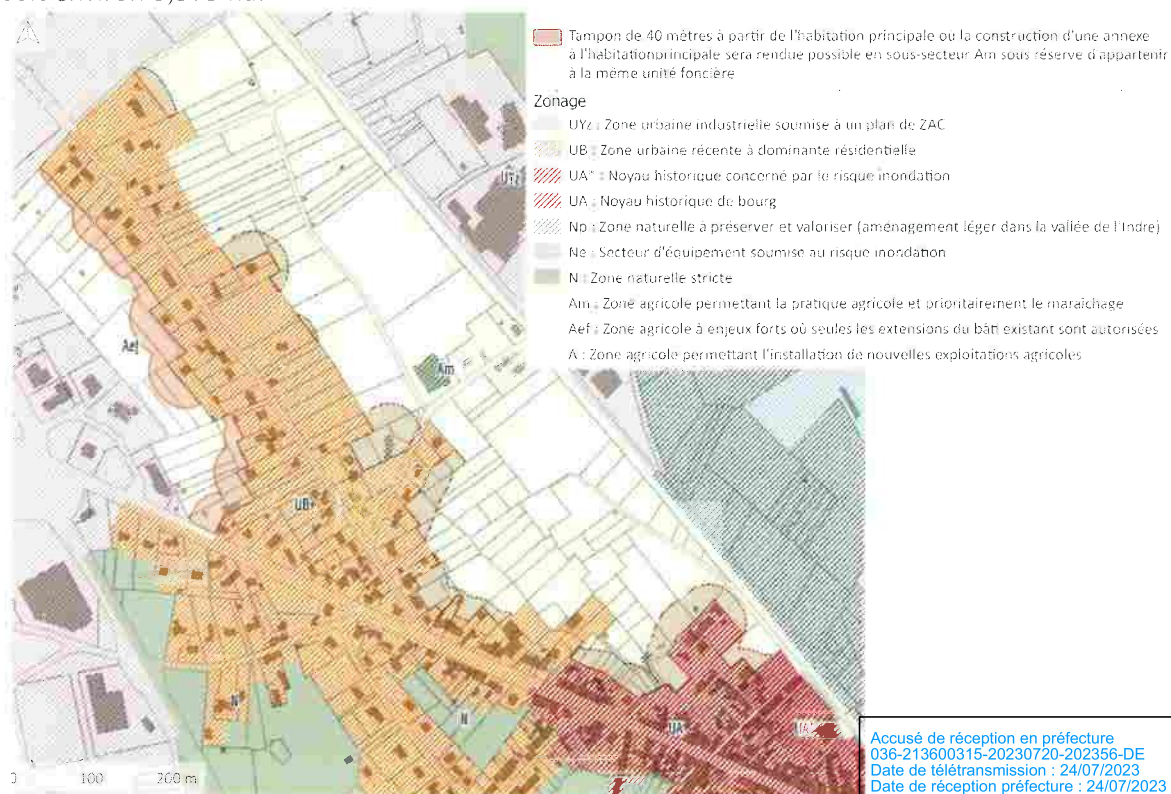 Tampon de 40 mètres à partir de l'habitation principale ou la construction d'une annexe
à l'habitationprincipale sera rendue possible en sous-secteur Am sous réserve d'appartenir
à la même unité foncière
Zonage
UYz : Zone urbaine industrielle soumise à un plan de ZAC
UB : Zone urbaine récente à dominante résidentielle
UA* : Noyau historique concerné par le risque inondation
UA : Noyau historique de bourg
Np : Zone naturelle à préserver et valoriser (aménagement léger dans la vallée de l'Indre)
Ne : Secteur d'équipement soumise au risque inondation
N : Zone naturelle stricte
Am : Zone agricole permettant la pratique agricole et prioritairement le maraîchage
Aef : Zone agricole à enjeux forts où seules les extensions du bâti existant sont autorisées
A : Zone agricole permettant l'installation de nouvelles exploitations agricoles
UYz
Aef
Am
UB*
N
N
UA
0 100 200 m
Accusé de réception en préfecture
036-213600315-20230720-202356-DE
Date de télétransmission : 24/07/2023
Date de réception préfecture : 24/07/2023